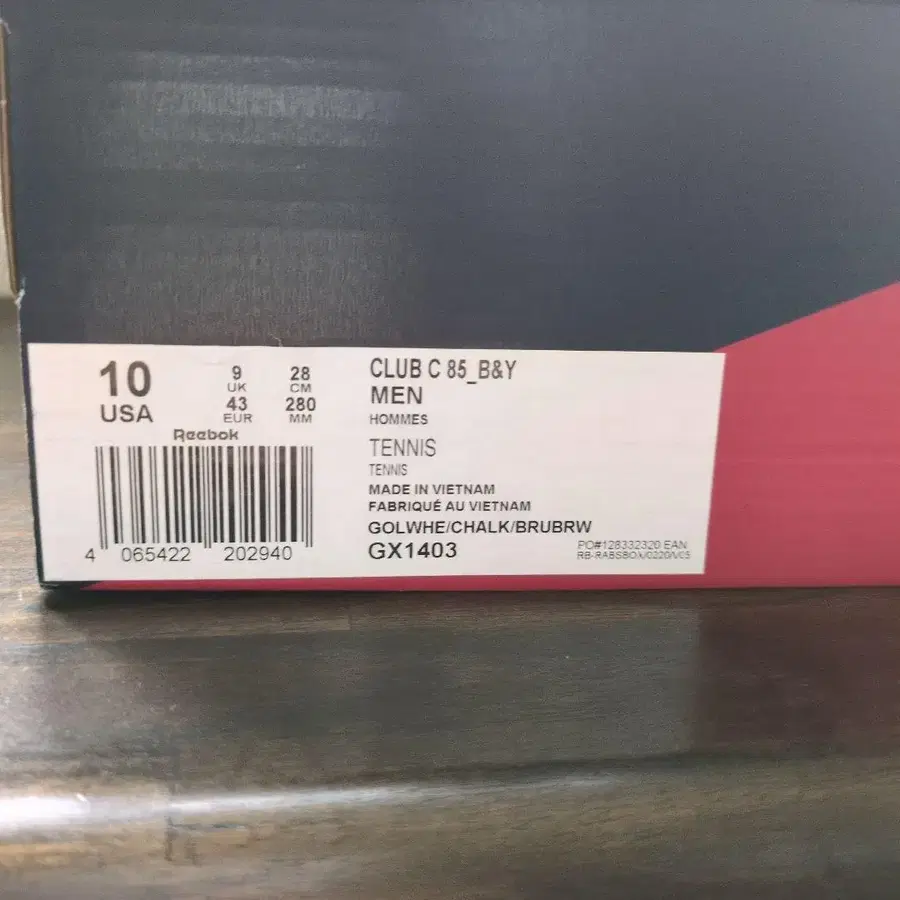 10
USA
9
UK
43
EUR
28
CM
280
MM
Reebok
4 065422 202940
CLUB C 85_B&Y
MEN
HOMMES
TENNIS
TENNIS
MADE IN VIETNAM
FABRIQUÉ AU VIETNAM
GOLWHE/CHALK/BRUBRW
GX1403
PO#128332320 EAN